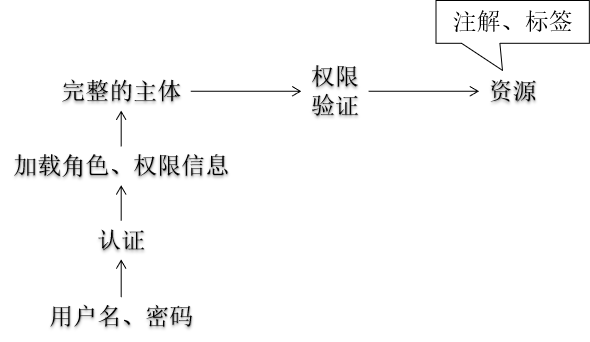 注解、标签
完整的主体
权限
验证
资源
加载角色、权限信息
认证
用户名、密码